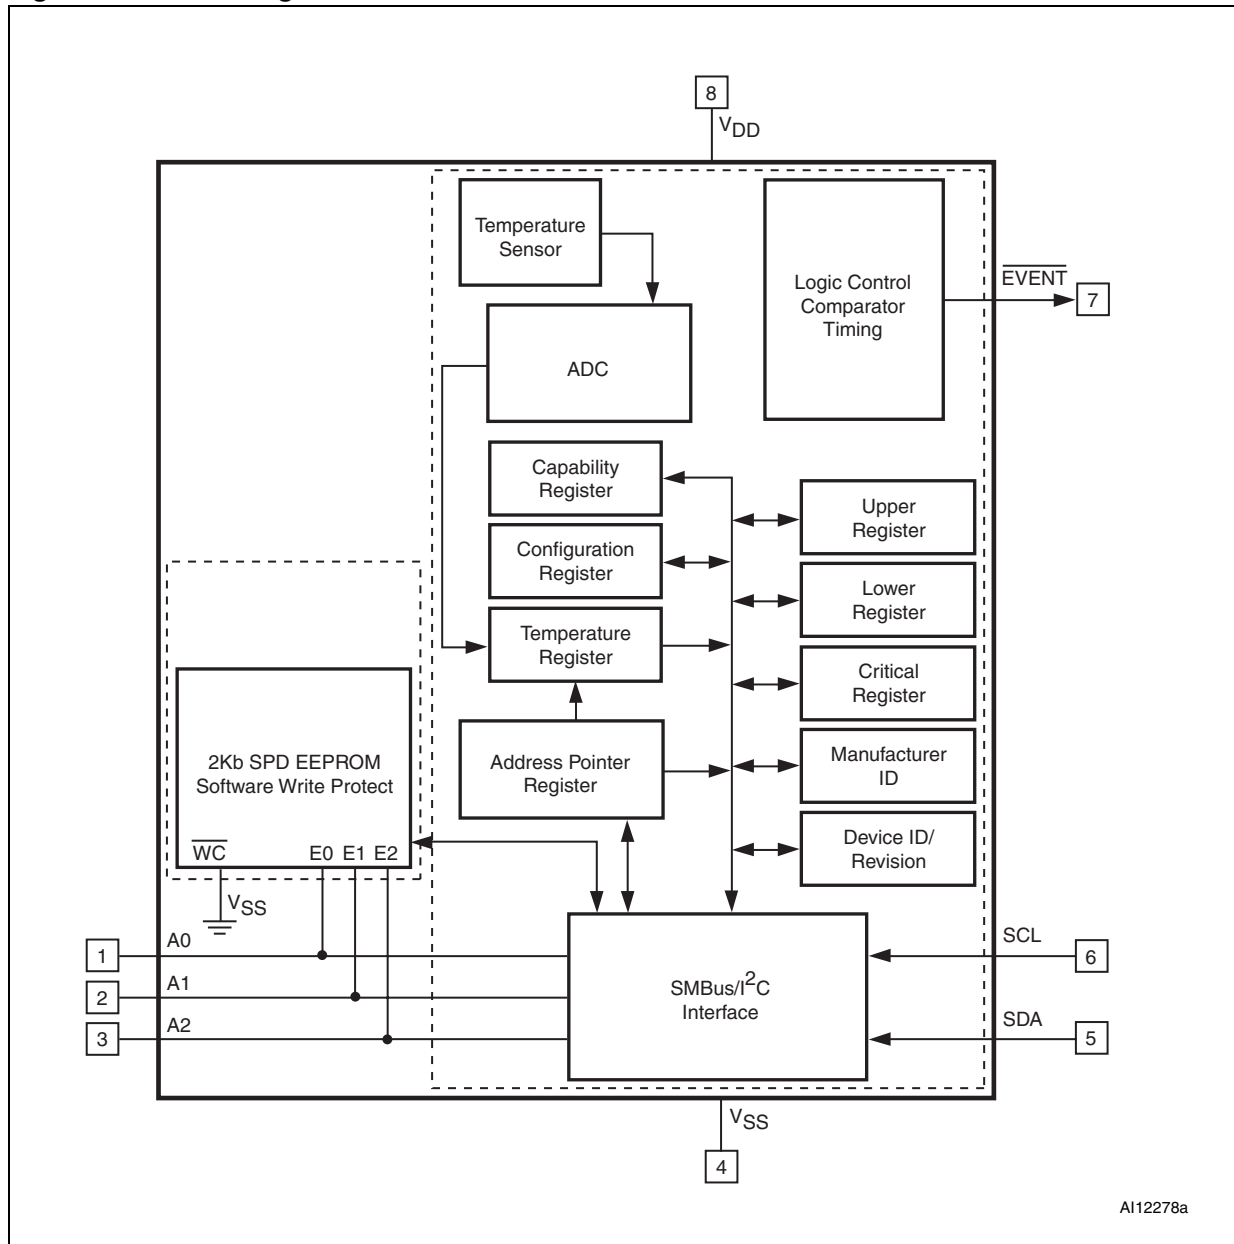 8
VDD
Temperature
Sensor
Logic Control
Comparator
Timing
EVENT
7
ADC
Capability
Register
Upper
Register
Configuration
Register
Lower
Register
Temperature
Register
Critical
Register
2Kb SPD EEPROM
Software Write Protect
Address Pointer
Register
Manufacturer
ID
WC
E0 E1 E2
Device ID/
Revision
VSS
1
A0
SCL
6
2
A1
SMBus/I2C
Interface
3
A2
SDA
5
VSS
4
AI12278a